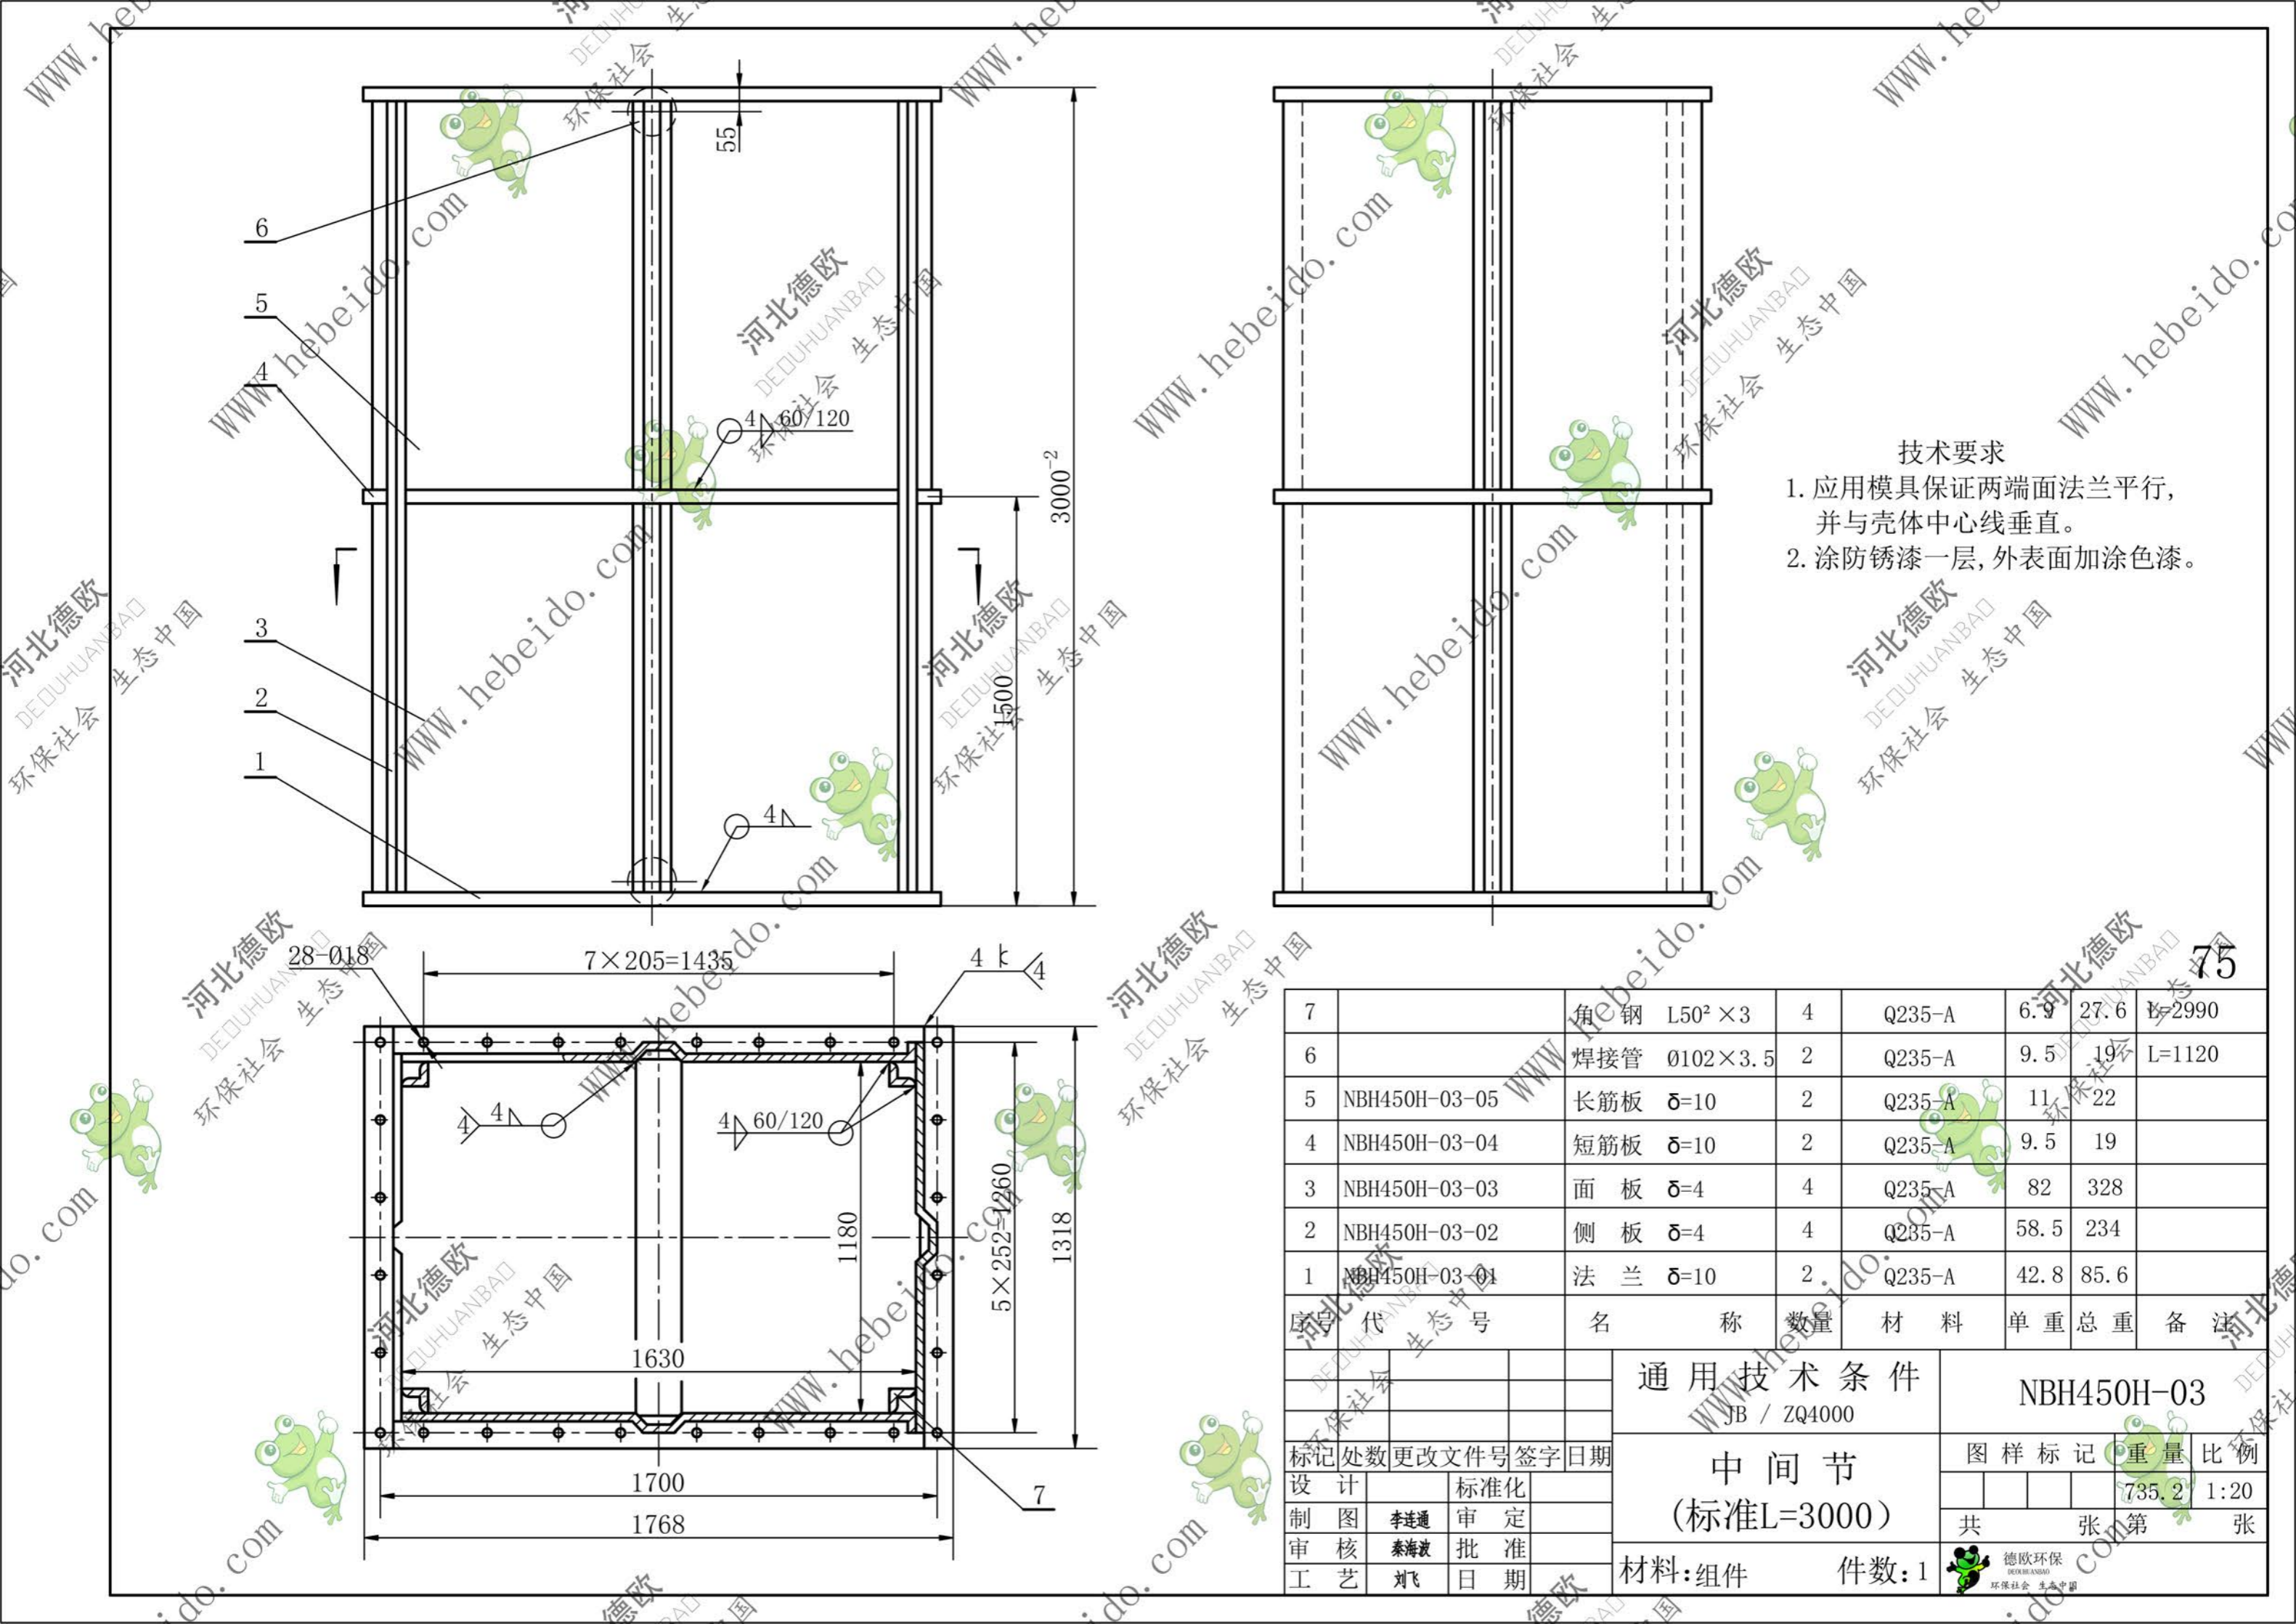 55
6
5
4
4 60/120
3000-2
技术要求
1.应用模具保证两端面法兰平行,
并与壳体中心线垂直。
2.涂防锈漆一层,外表面加涂色漆。
3
2
1
1500
4
28-Ø18
7×205=1435
4 4
4 4
4 60/120
1180
5×252=1260
1318
1630
1700
1768
7
75
7 角 钢 L50²×3 4 Q235-A 6.9 27.6 L=2990
6 焊接管 Ø102×3.5 2 Q235-A 9.5 19 L=1120
5 NBH450H-03-05 长筋板 δ=10 2 Q235-A 11 22
4 NBH450H-03-04 短筋板 δ=10 2 Q235-A 9.5 19
3 NBH450H-03-03 面 板 δ=4 4 Q235-A 82 328
2 NBH450H-03-02 侧 板 δ=4 4 Q235-A 58.5 234
1 NBH450H-03-01 法 兰 δ=10 2 Q235-A 42.8 85.6
序号 代 号 名 称 数量 材 料 单 重 总 重 备 注
通 用 技 术 条 件
JB / ZQ4000
NBH450H-03
标记 处数 更改文件号 签字 日期
中 间 节
(标准L=3000)
图 样 标 记 重 量 比 例
735.2 1:20
共 张 第 张
设 计 标准化
制 图 李连通 审 定
审 核 秦海波 批 准
工 艺 刘飞 日 期
材料:组件 件数:1
德欧环保
DEOUHUANBAO
环保社会 生态中国
WWW.hebeido.com
河北德欧
DEOUHUANBAO
环保社会 生态中国